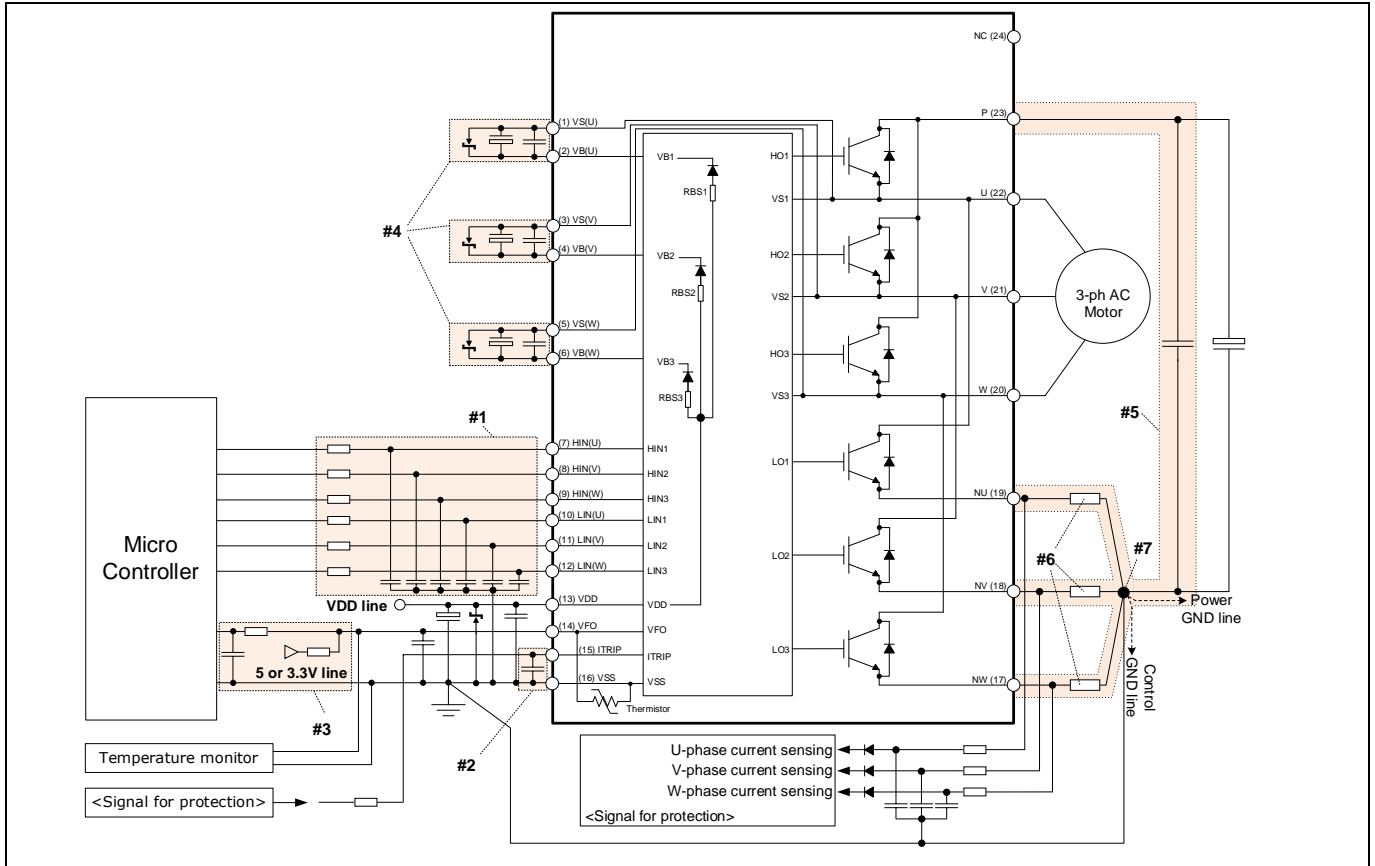 NC (24)
(1) VS(U)
(2) VB(U)
(3) VS(V)
(4) VB(V)
(5) VS(W)
(6) VB(W)
#4
VB1
RBS1
VB2
RBS2
VB3
RBS3
HO1
VS1
HO2
VS2
HO3
VS3
LO1
LO2
LO3
P (23)
U (22)
V (21)
W (20)
3-ph AC
Motor
#5
#1
Micro
Controller
(7) HIN(U)
(8) HIN(V)
(9) HIN(W)
(10) LIN(U)
(11) LIN(V)
(12) LIN(W)
(13) VDD
(14) VFO
(15) ITRIP
(16) VSS
HIN1
HIN2
HIN3
LIN1
LIN2
LIN3
VDD
VFO
ITRIP
VSS
Thermistor
VDD line
5 or 3.3V line
#3
#2
NU (19)
NV (18)
NW (17)
#6
#7
Power
GND line
Control
GND line
Temperature monitor
<Signal for protection>
U-phase current sensing
V-phase current sensing
W-phase current sensing
<Signal for protection>